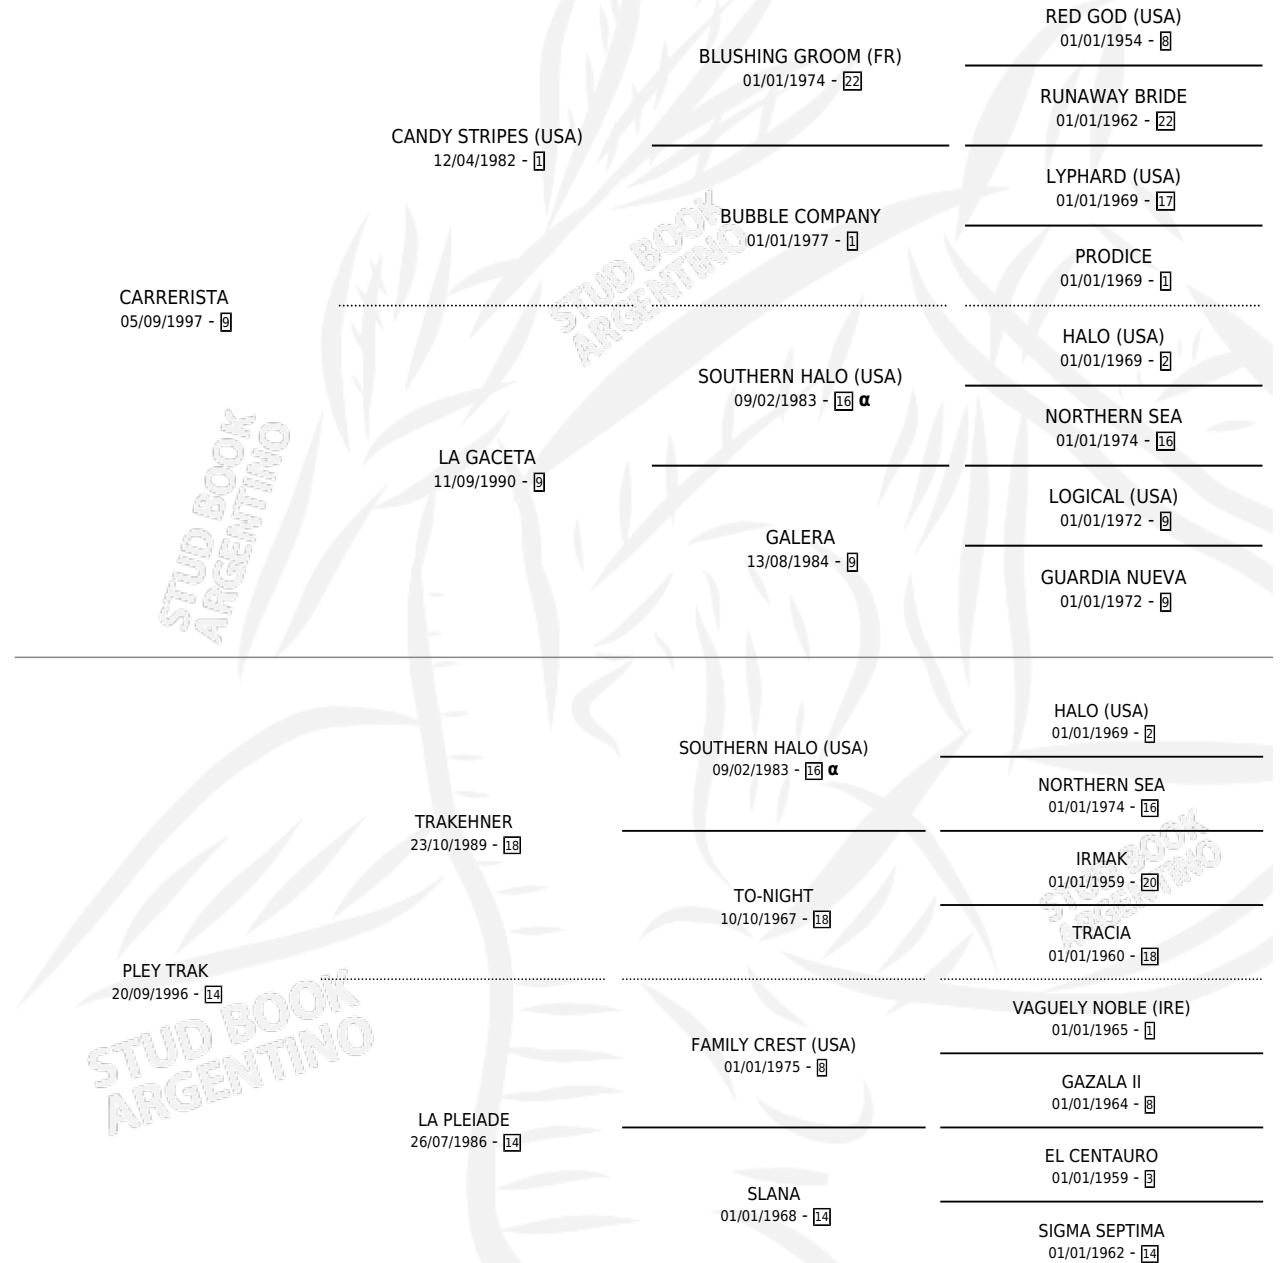 RED GOD (USA)
01/01/1954 - 8
BLUSHING GROOM (FR)
01/01/1974 - 22
RUNAWAY BRIDE
01/01/1962 - 22
CANDY STRIPES (USA)
12/04/1982 - 1
LYPHARD (USA)
01/01/1969 - 17
BUBBLE COMPANY
01/01/1977 - 1
PRODICE
01/01/1969 - 1
CARRERISTA
05/09/1997 - 9
HALO (USA)
01/01/1969 - 2
SOUTHERN HALO (USA)
09/02/1983 - 16 α
NORTHERN SEA
01/01/1974 - 16
LA GACETA
11/09/1990 - 9
LOGICAL (USA)
01/01/1972 - 9
GALERA
13/08/1984 - 9
GUARDIA NUEVA
01/01/1972 - 9
HALO (USA)
01/01/1969 - 2
SOUTHERN HALO (USA)
09/02/1983 - 16 α
NORTHERN SEA
01/01/1974 - 16
TRAKEHNER
23/10/1989 - 18
IRMAK
01/01/1959 - 20
TO-NIGHT
10/10/1967 - 18
TRACIA
01/01/1960 - 18
PLEY TRAK
20/09/1996 - 14
VAGUELY NOBLE (IRE)
01/01/1965 - 1
FAMILY CREST (USA)
01/01/1975 - 8
GAZALA II
01/01/1964 - 8
LA PLEIADE
26/07/1986 - 14
EL CENTAURO
01/01/1959 - 3
SLANA
01/01/1968 - 14
SIGMA SEPTIMA
01/01/1962 - 14
STUD BOOK
ARGENTINO
STUD BOOK
ARGENTINO
STUD BOOK
ARGENTINO
STUD BOOK
ARGENTINO